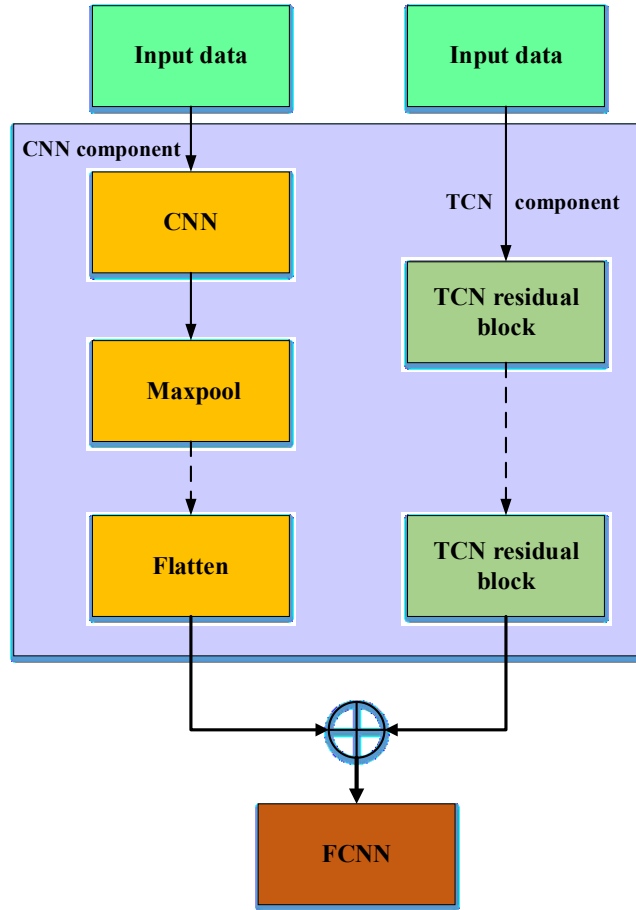 Input data
Input data
CNN component
CNN
TCN component
TCN residual
block
Maxpool
Flatten
TCN residual
block
FCNN